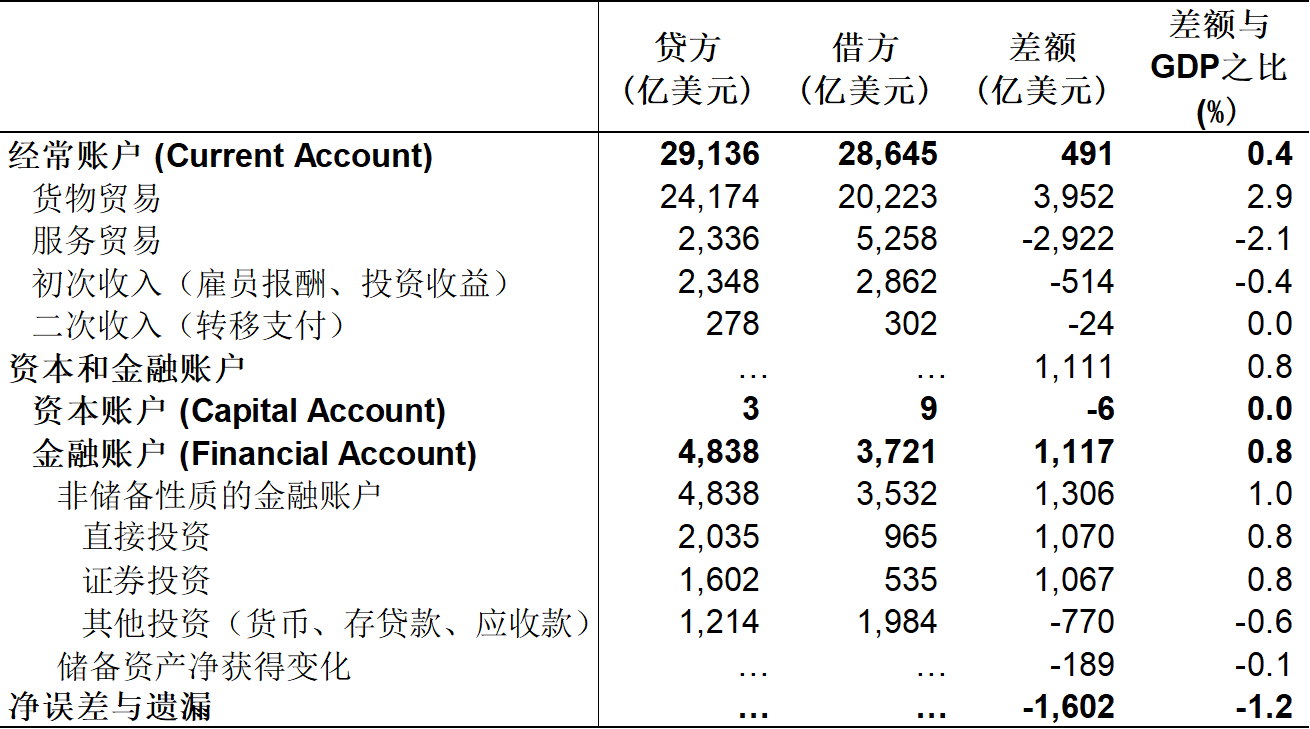 贷方 (亿美元) 借方 (亿美元) 差额 (亿美元) 差额与GDP之比 (%)
经常账户 (Current Account) 29,136 28,645 491 0.4
货物贸易 24,174 20,223 3,952 2.9
服务贸易 2,336 5,258 -2,922 -2.1
初次收入（雇员报酬、投资收益） 2,348 2,862 -514 -0.4
二次收入（转移支付） 278 302 -24 0.0
资本和金融账户 … … 1,111 0.8
资本账户 (Capital Account) 3 9 -6 0.0
金融账户 (Financial Account) 4,838 3,721 1,117 0.8
非储备性质的金融账户 4,838 3,532 1,306 1.0
直接投资 2,035 965 1,070 0.8
证券投资 1,602 535 1,067 0.8
其他投资（货币、存贷款、应收款） 1,214 1,984 -770 -0.6
储备资产净获得变化 … … -189 -0.1
净误差与遗漏 … … -1,602 -1.2